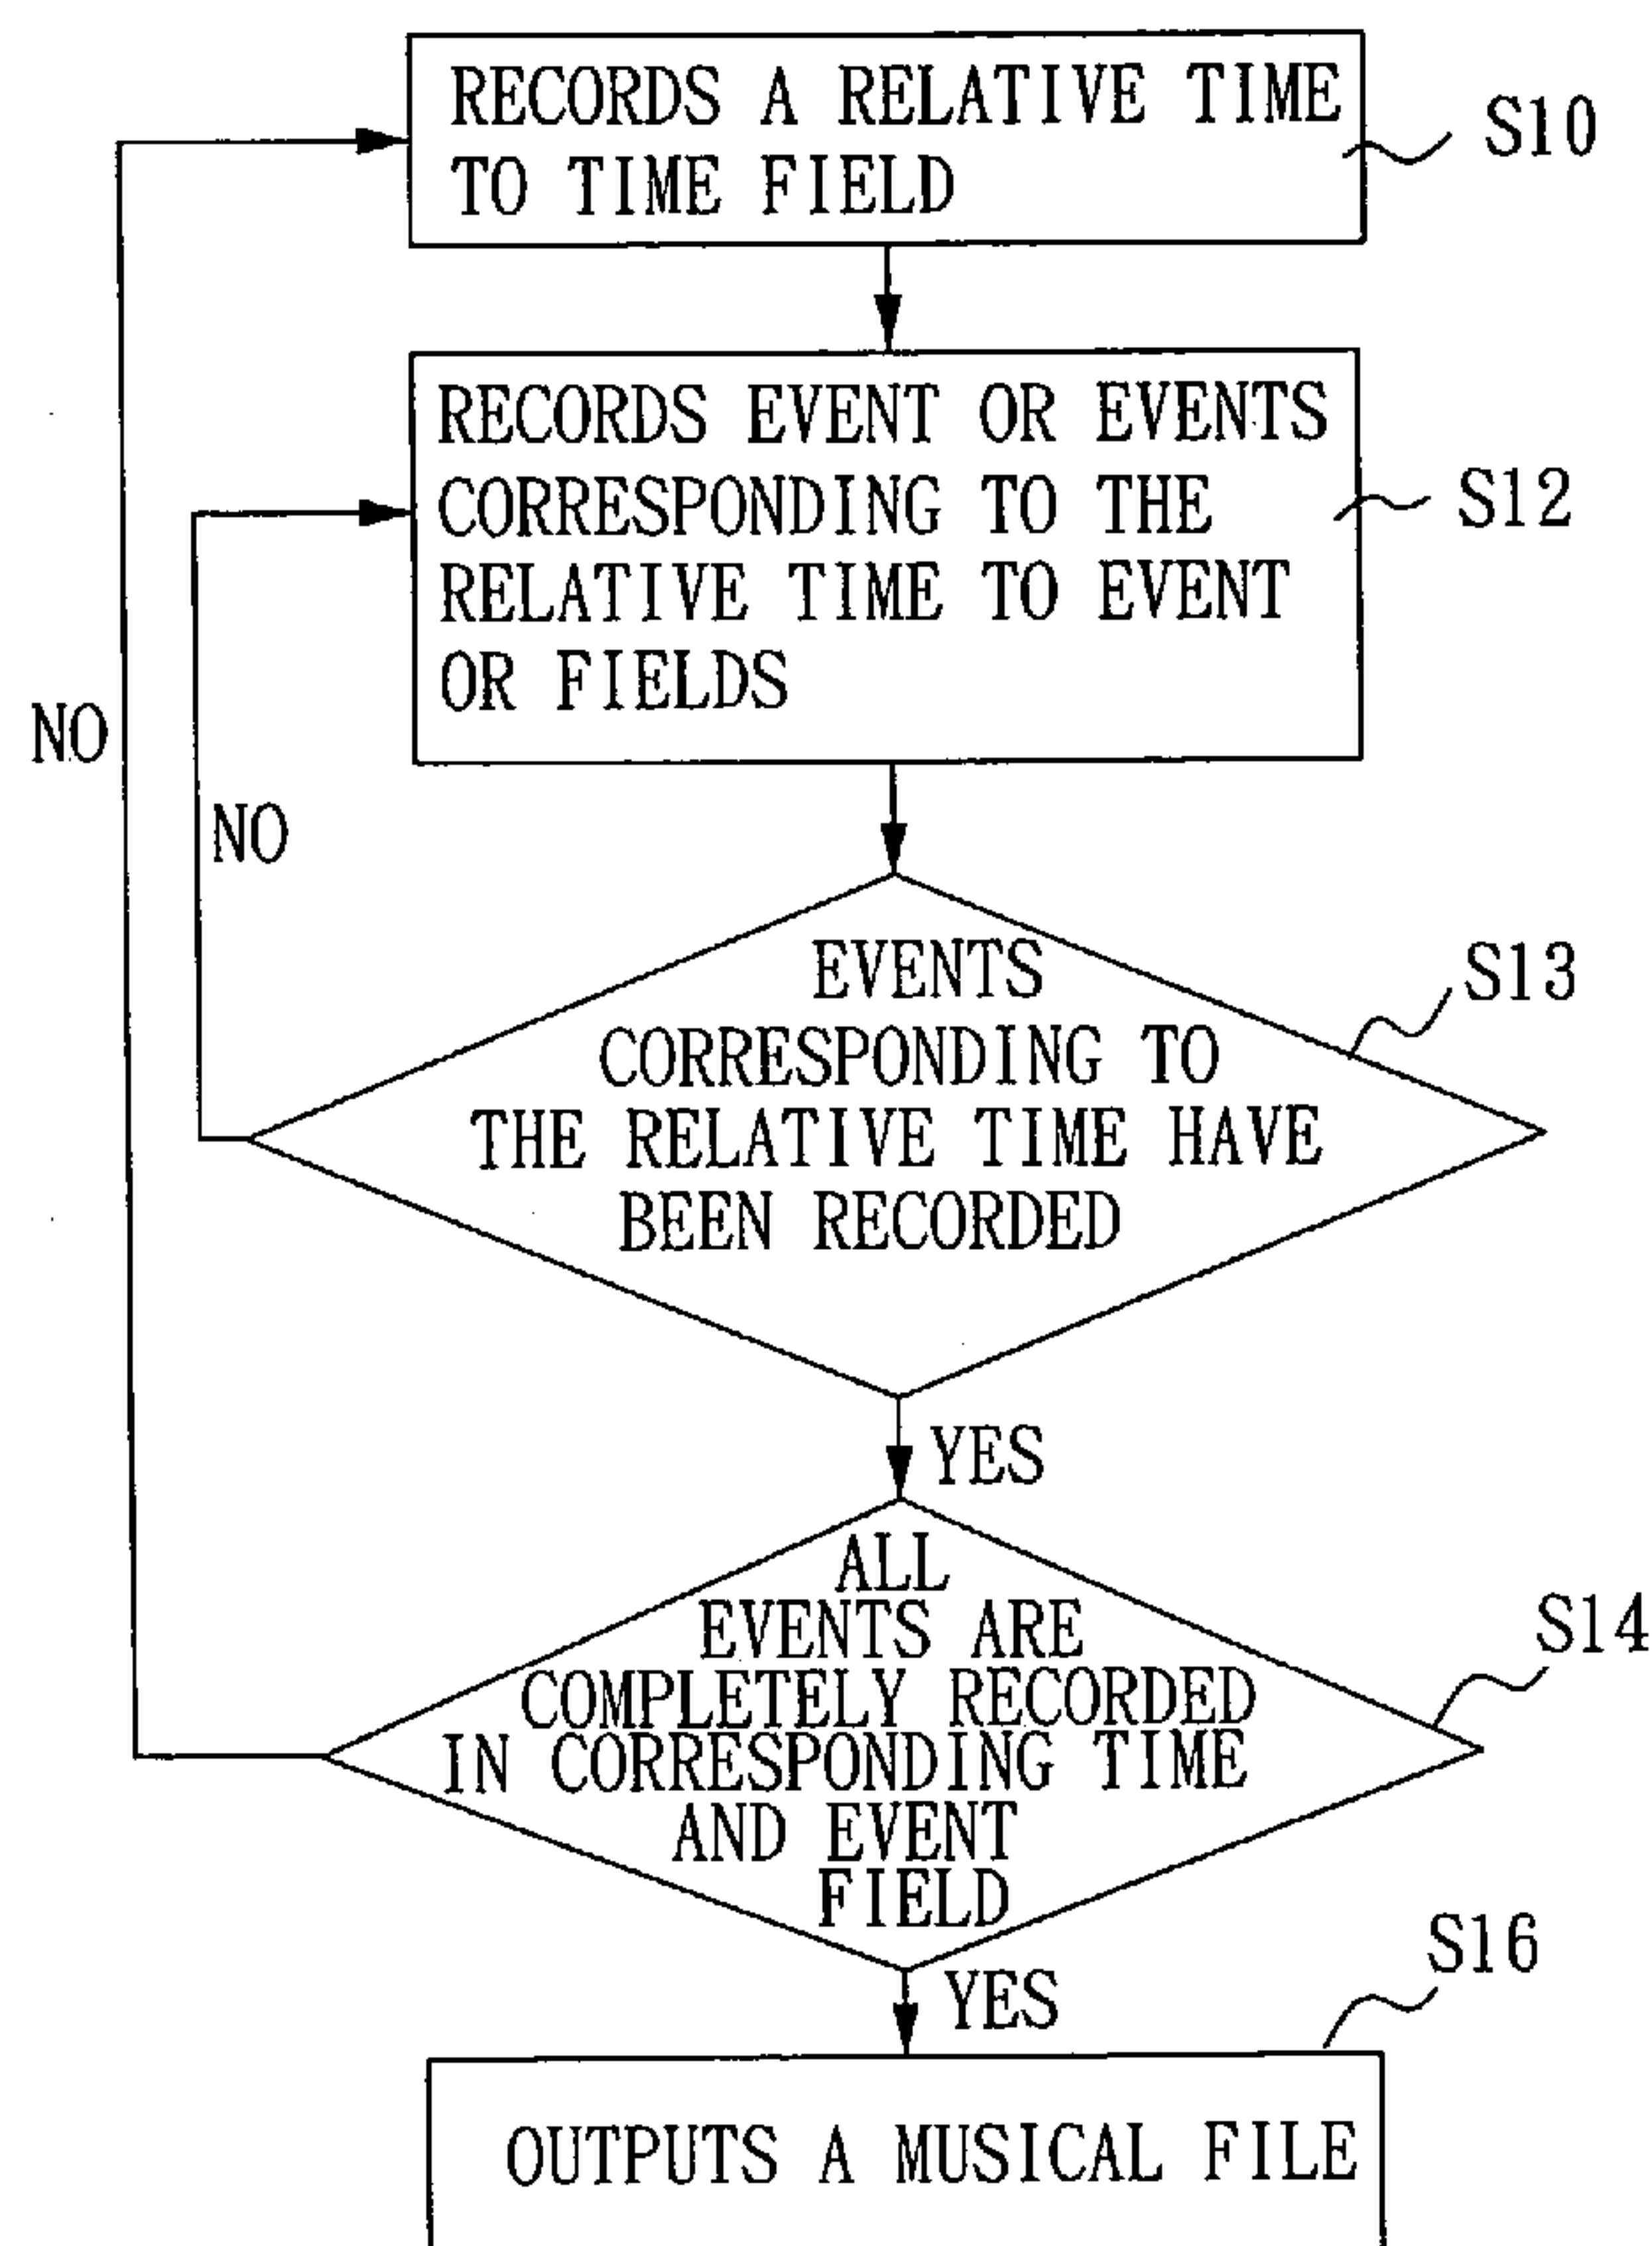 RECORDS A RELATIVE TIME
TO TIME FIELD
S10
RECORDS EVENT OR EVENTS
CORRESPONDING TO THE
RELATIVE TIME TO EVENT
OR FIELDS
S12
NO
NO
EVENTS
CORRESPONDING TO
THE RELATIVE TIME HAVE
BEEN RECORDED
S13
YES
ALL
EVENTS ARE
COMPLETELY RECORDED
IN CORRESPONDING TIME
AND EVENT
FIELD
S14
YES
S16
OUTPUTS A MUSICAL FILE